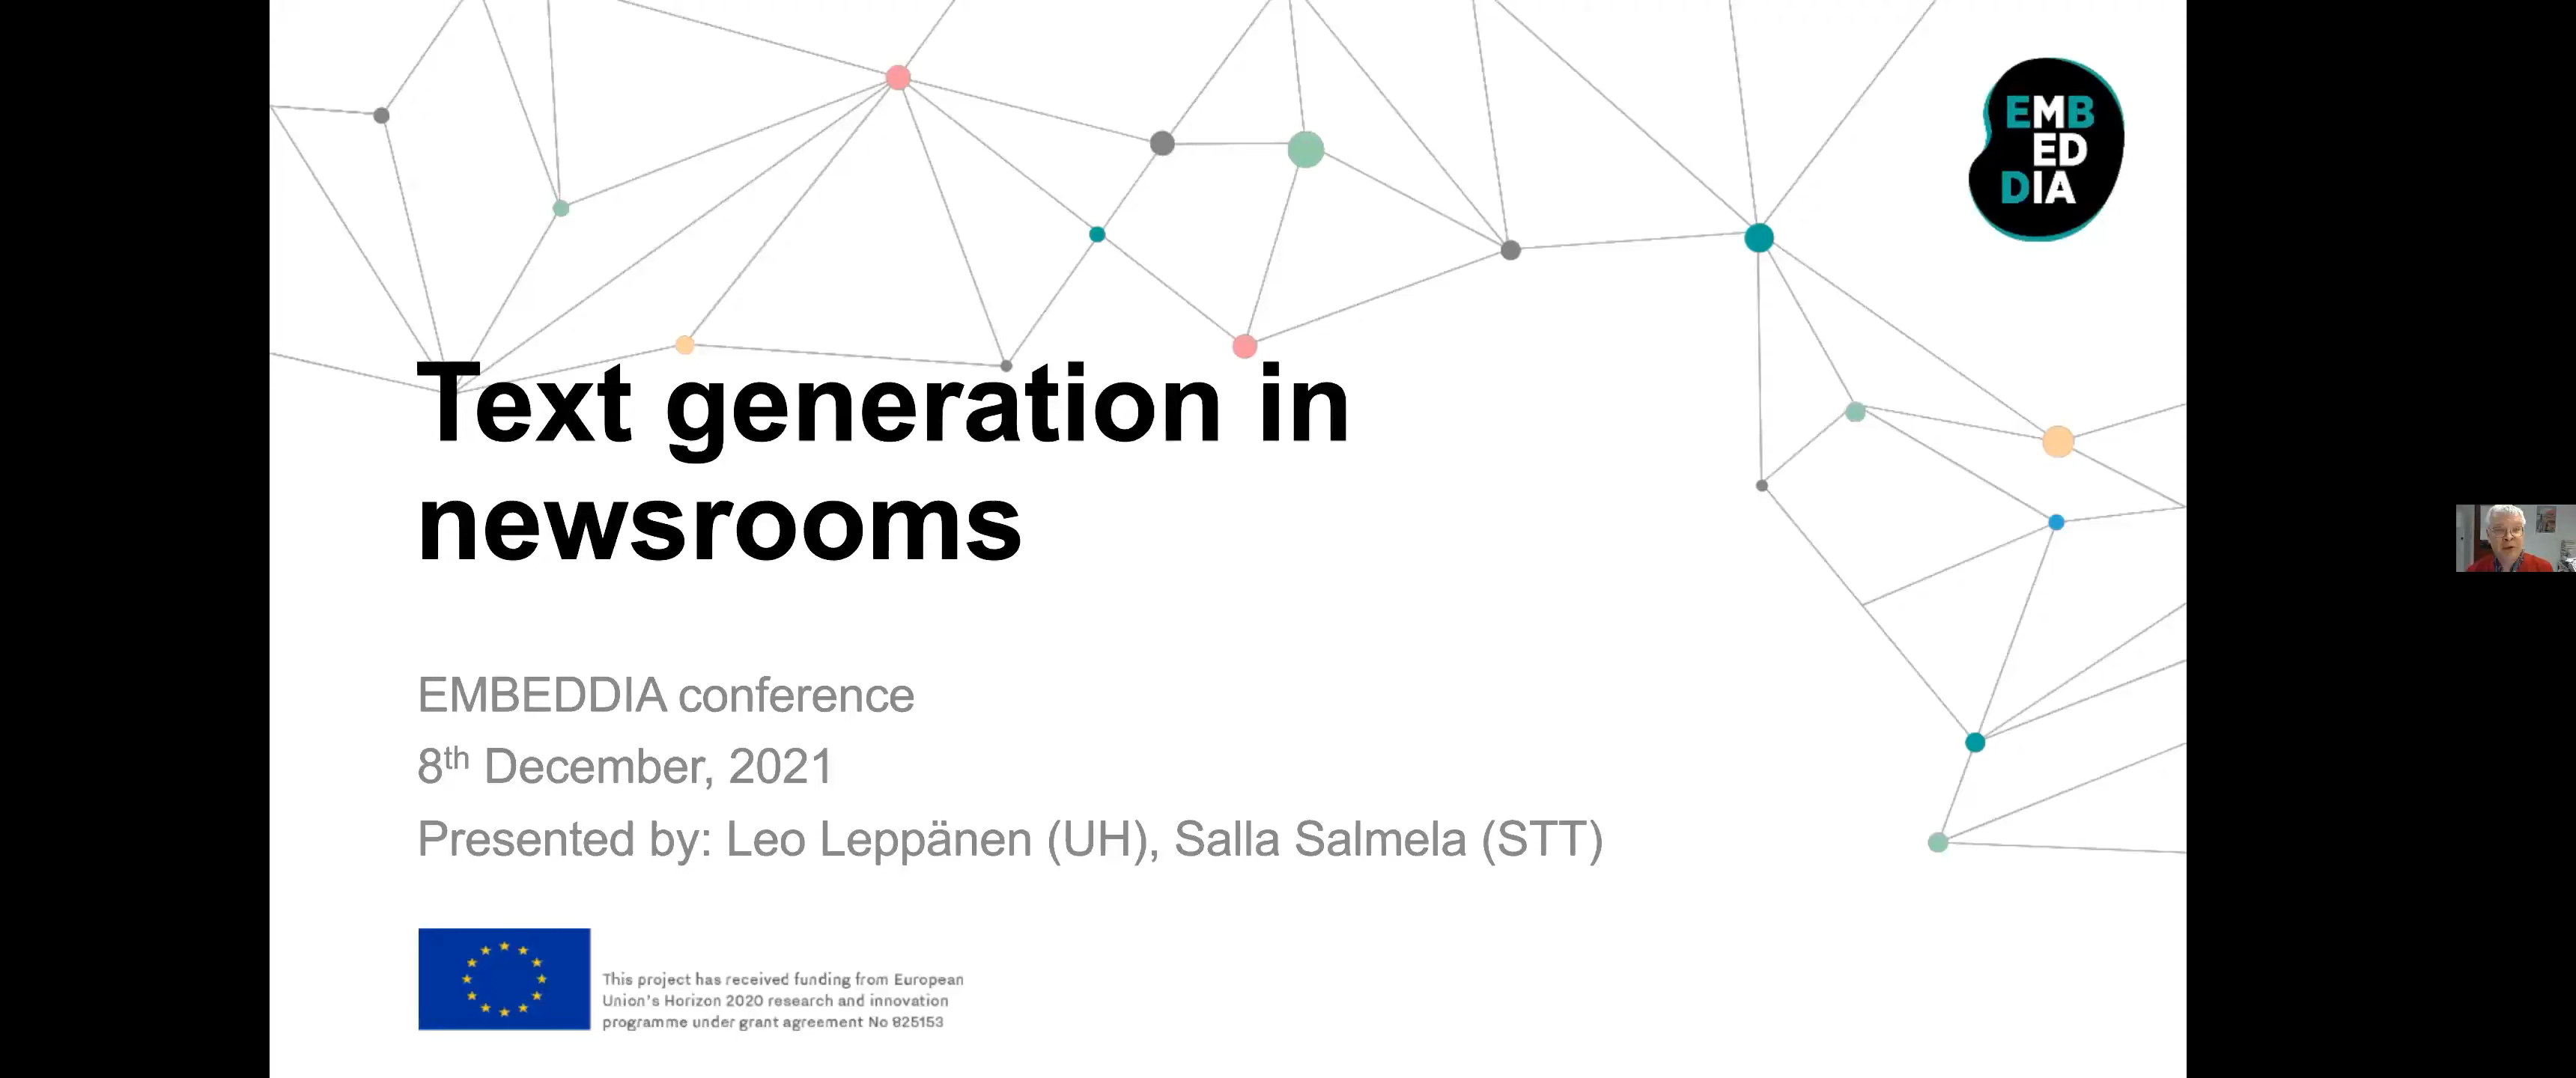 EMB
ED
DIA
Text generation in
newsrooms
EMBEDDIA conference
8th December, 2021
Presented by: Leo Leppänen (UH), Salla Salmela (STT)
This project has received funding from European
Union's Horizon 2020 research and innovation
programme under grant agreement No 825153